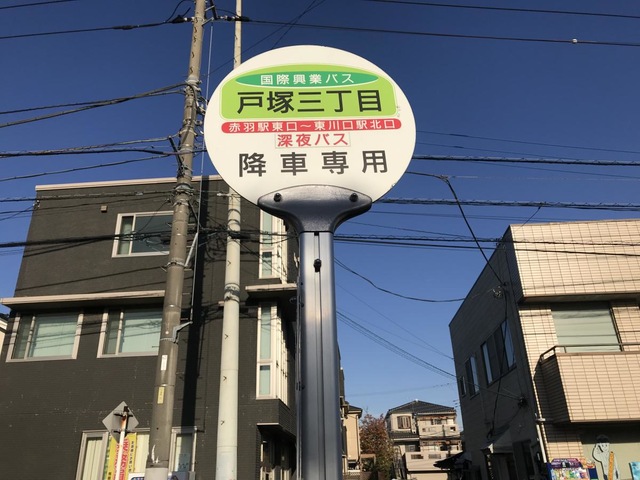 国際興業バス
戸塚三丁目
赤羽駅東口～東川口駅北口
深夜バス
降車専用